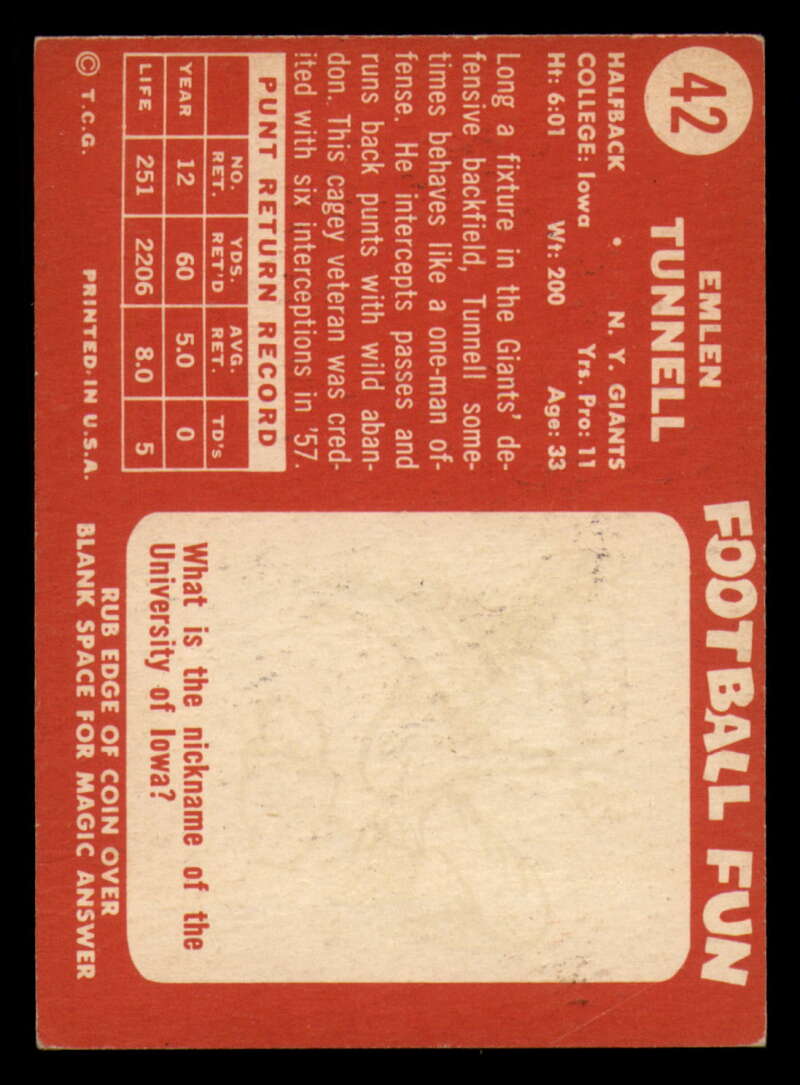 42
EMLEN
TUNNELL
HALFBACK • N. Y. GIANTS
COLLEGE: Iowa Yrs. Pro: 11
Ht: 6:01 Wt: 200 Age: 33
Long a fixture in the Giants' de-
fensive backfield, Tunnell some-
times behaves like a one-man of-
fense. He intercepts passes and
runs back punts with wild aban-
don. This cagey veteran was cred-
ited with six interceptions in '57.
PUNT RETURN RECORD
NO. RET. YDS. RET'D AVG. RET. TD's
YEAR 12 60 5.0 0
LIFE 251 2206 8.0 5
© T.C.G. PRINTED IN U.S.A.
FOOTBALL FUN
What is the nickname of the
University of Iowa?
RUB EDGE OF COIN OVER
BLANK SPACE FOR MAGIC ANSWER